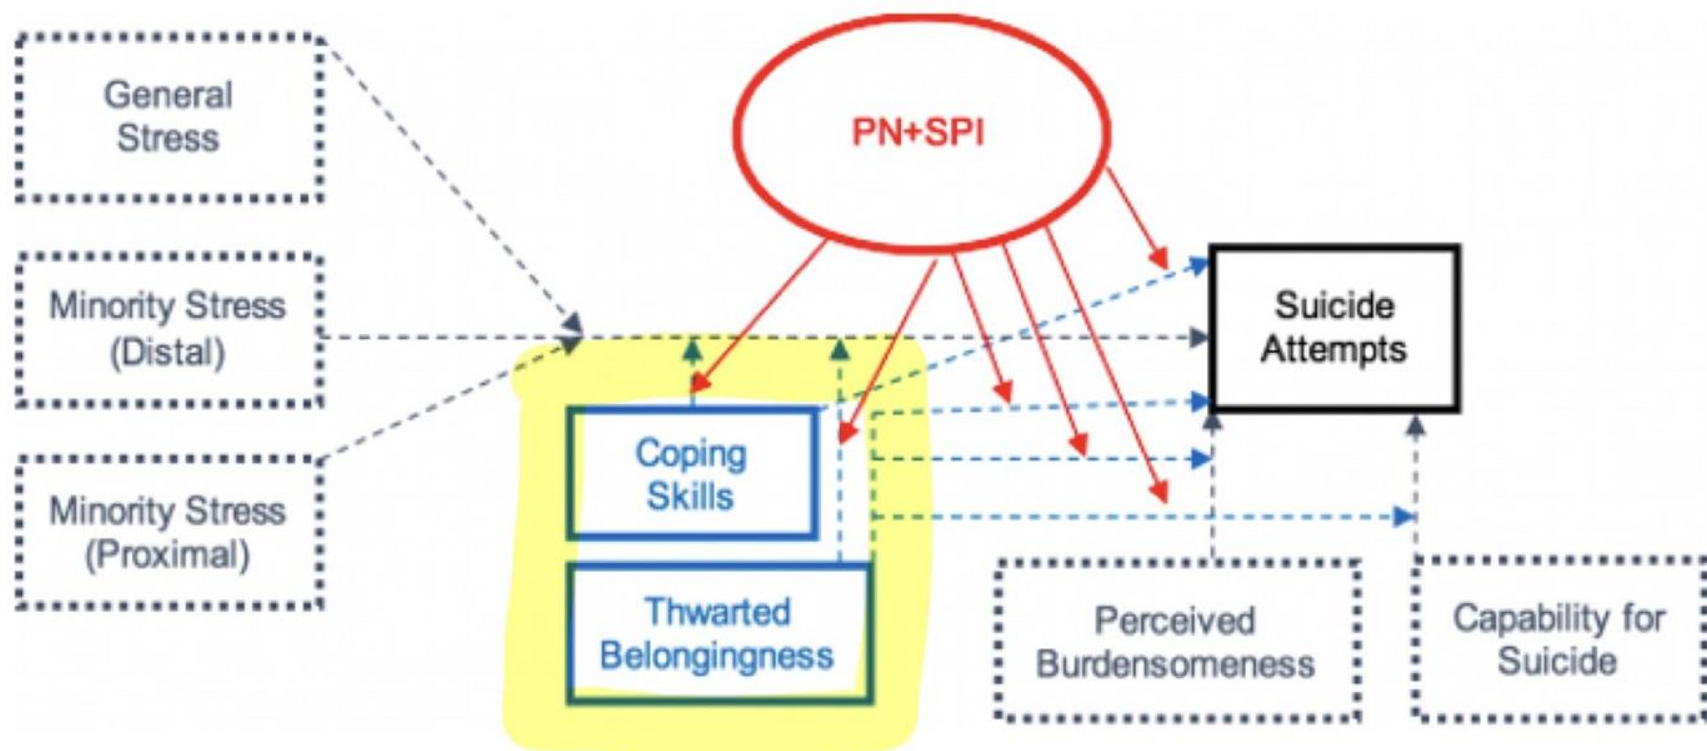 General
Stress
PN+SPI
Minority Stress
(Distal)
Suicide
Attempts
Coping
Skills
Minority Stress
(Proximal)
Thwarted
Belongingness
Perceived
Burdensomeness
Capability for
Suicide